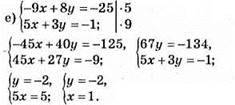 е) {-9x + 8y = -25 | · 5
{5x + 3y = -1; | · 9
{-45x + 40y = -125, {67y = -134,
{45x + 27y = -9; {5x + 3y = -1;
{y = -2, {y = -2,
{5x = 5; {x = 1.